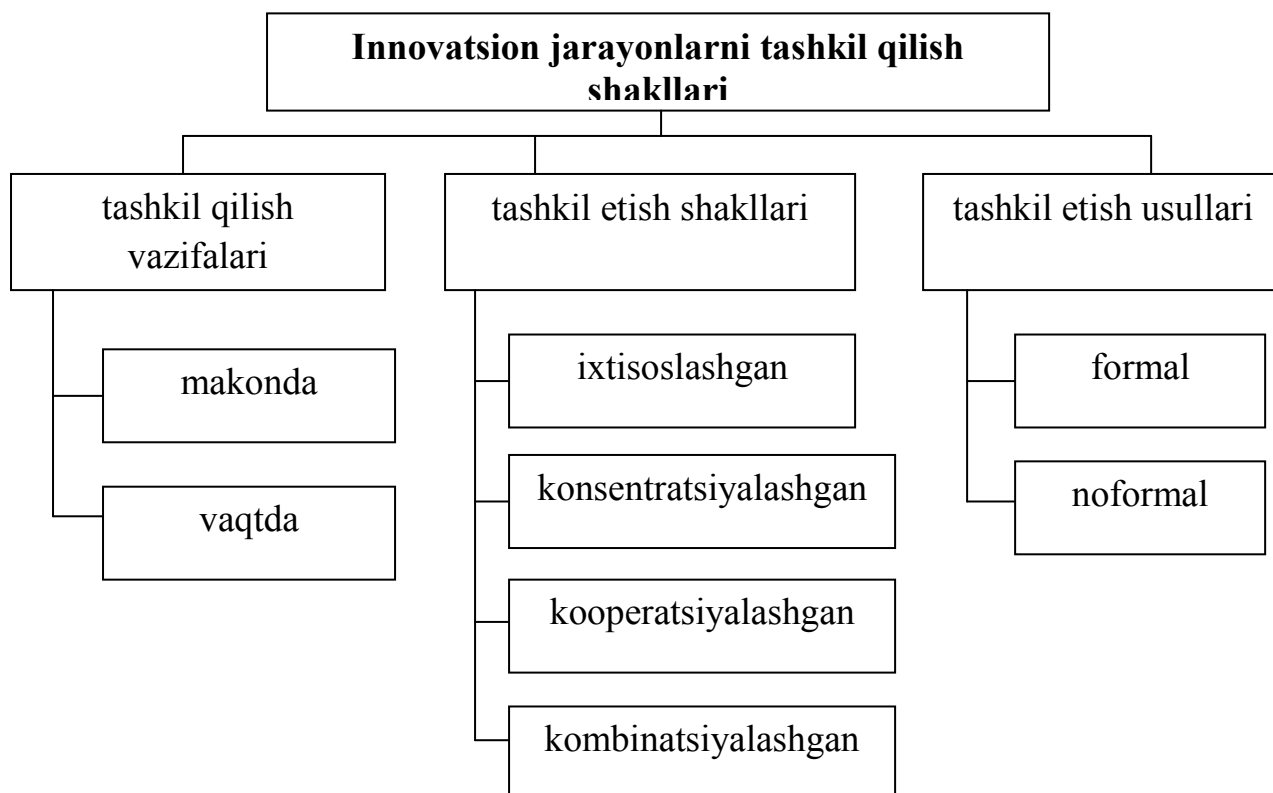 Innovatsion jarayonlarni tashkil qilish
shakllari
tashkil qilish
vazifalari
makonda
vaqtda
tashkil etish shakllari
ixtisoslashgan
konsentratsiyalashgan
kooperatsiyalashgan
kombinatsiyalashgan
tashkil etish usullari
formal
noformal